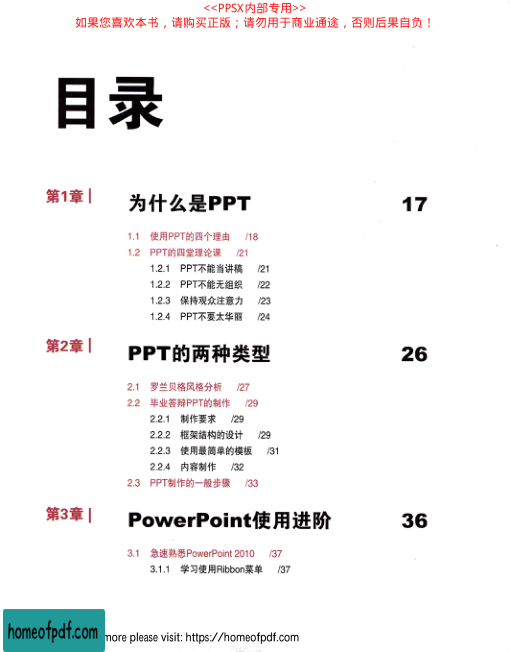 <<PPSX内部专用>>
如果您喜欢本书，请购买正版；请勿用于商业通途，否则后果自负！
目录
第1章 为什么是PPT 17
1.1 使用PPT的四个理由 /18
1.2 PPT的四堂理论课 /21
1.2.1 PPT不能当讲稿 /21
1.2.2 PPT不能无组织 /22
1.2.3 保持观众注意力 /23
1.2.4 PPT不要太华丽 /24
第2章 PPT的两种类型 26
2.1 罗兰贝格风格分析 /27
2.2 毕业答辩PPT的制作 /29
2.2.1 制作要求 /29
2.2.2 框架结构的设计 /29
2.2.3 使用最简单的模板 /31
2.2.4 内容制作 /32
2.3 PPT制作的一般步骤 /33
第3章 PowerPoint使用进阶 36
3.1 急速熟悉PowerPoint 2010 /37
3.1.1 学习使用Ribbon菜单 /37
homeofpdf.com more please visit: https://homeofpdf.com